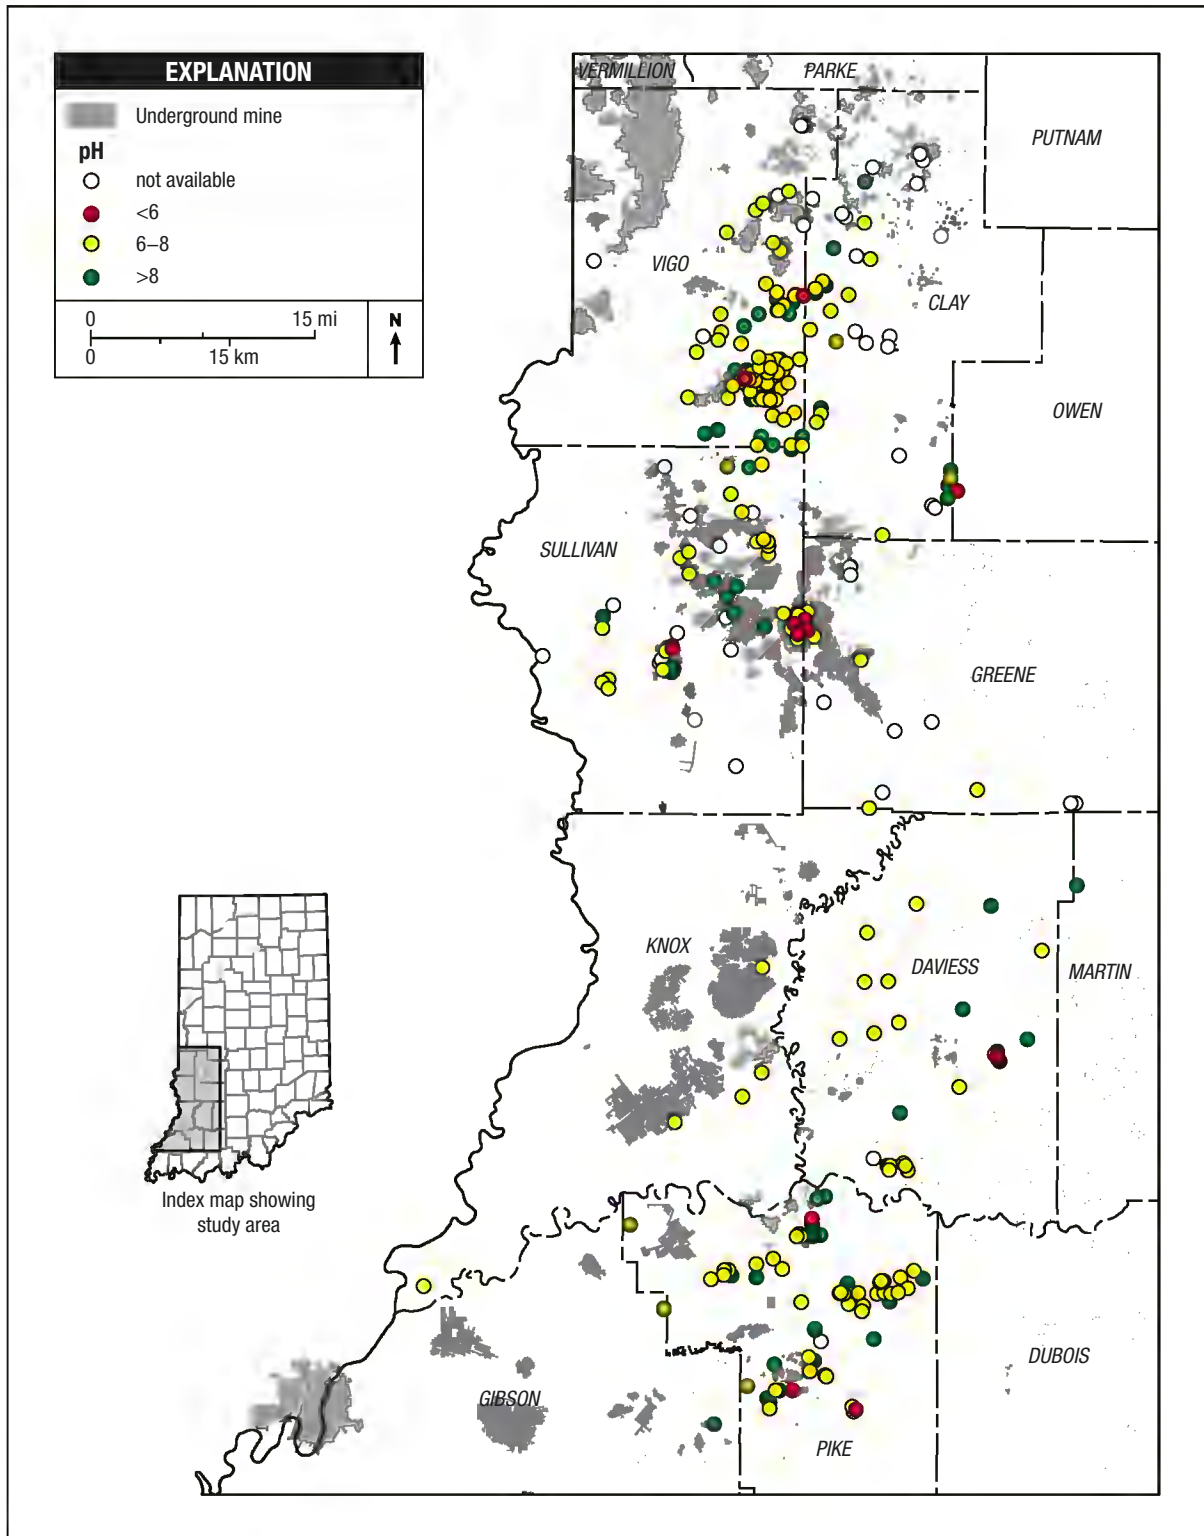 EXPLANATION
Underground mine
pH
not available
<6
6–8
>8
0 15 mi
0 15 km
N
VERMILLION
PARKE
PUTNAM
VIGO
CLAY
OWEN
SULLIVAN
GREENE
KNOX
DAVIESS
MARTIN
Index map showing
study area
DUBOIS
GIBSON
PIKE